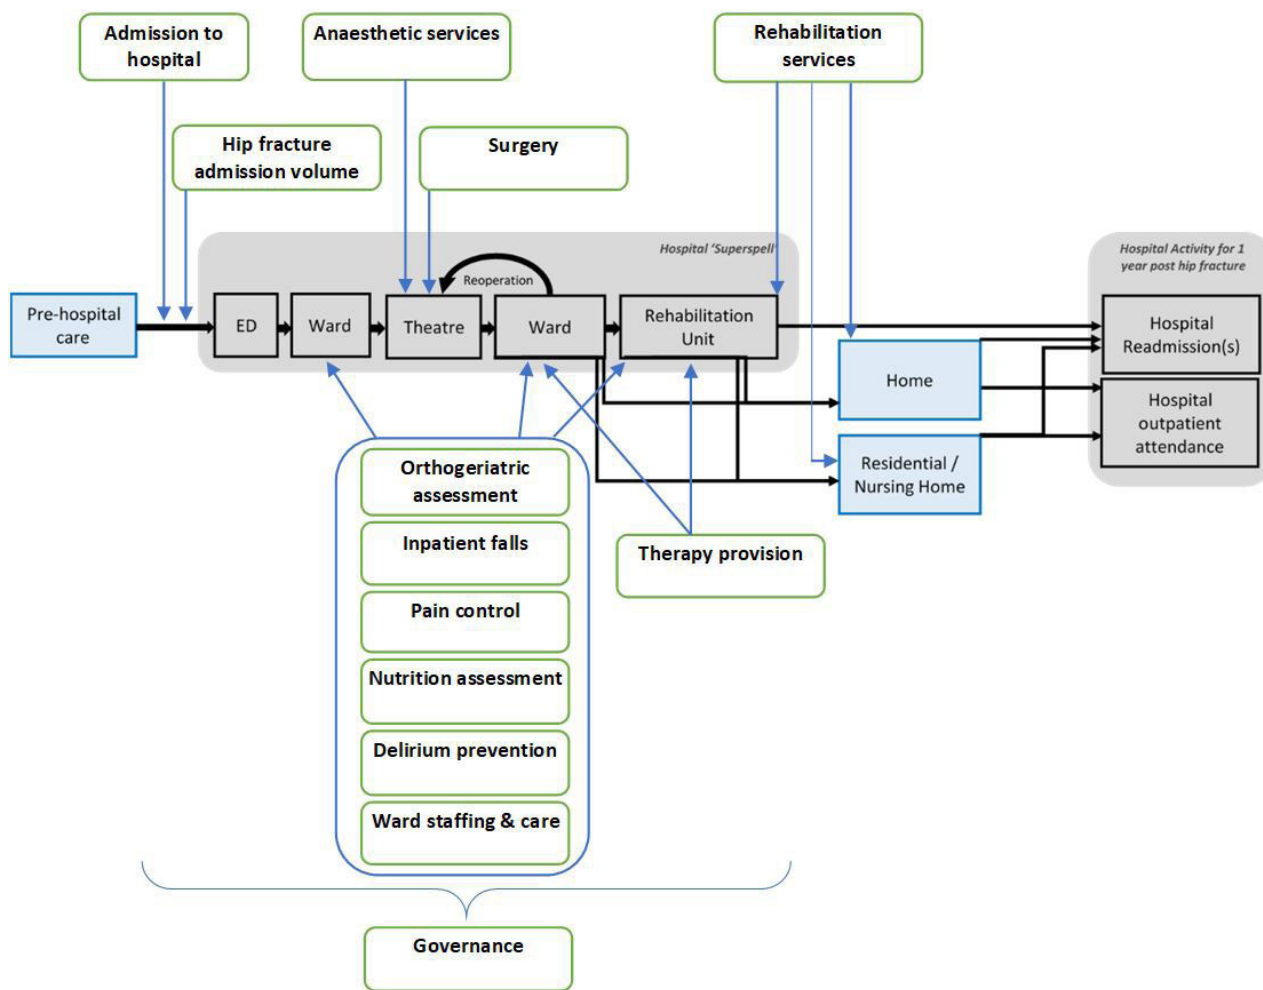 Admission to
hospital
Anaesthetic services
Rehabilitation
services
Hip fracture
admission volume
Surgery
Hospital 'Superspell'
Hospital Activity for 1
year post hip fracture
Reoperation
Pre-hospital
care
ED
Ward
Theatre
Ward
Rehabilitation
Unit
Hospital
Readmission(s)
Home
Hospital
outpatient
attendance
Residential /
Nursing Home
Orthogeriatric
assessment
Inpatient falls
Therapy provision
Pain control
Nutrition assessment
Delirium prevention
Ward staffing & care
Governance